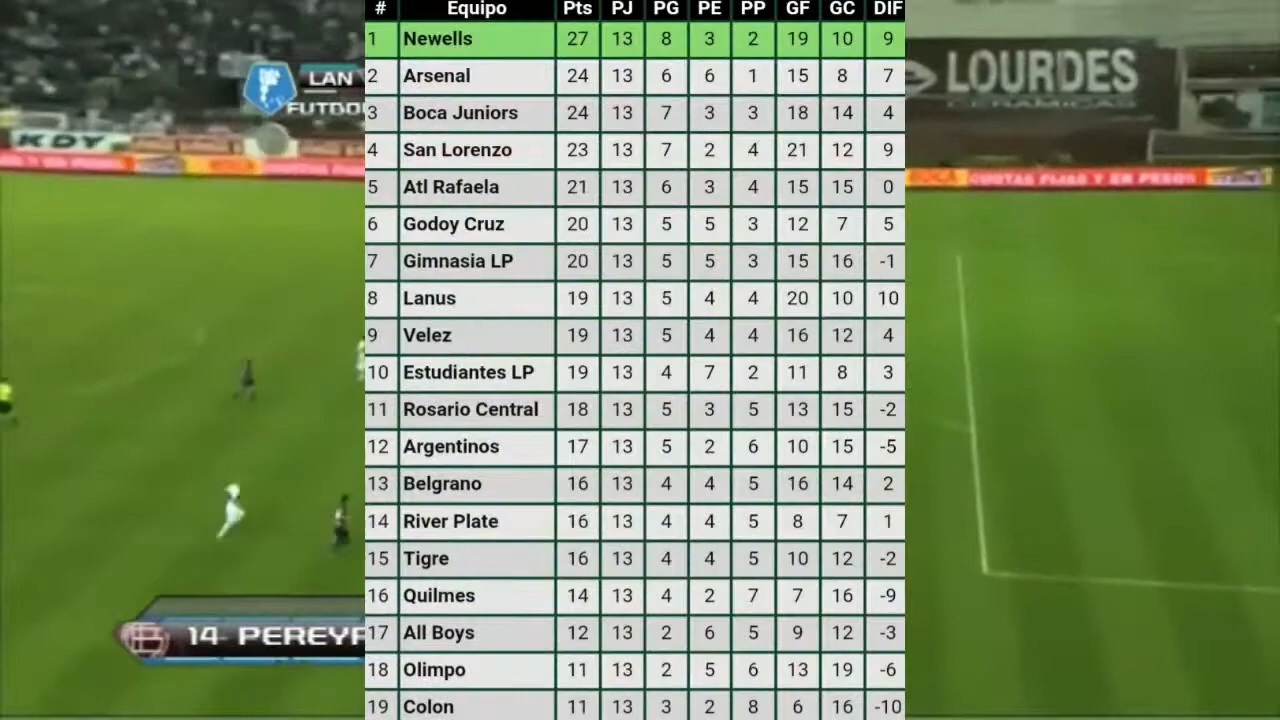 # Equipo Pts PJ PG PE PP GF GC DIF
1 Newells 27 13 8 3 2 19 10 9
2 Arsenal 24 13 6 6 1 15 8 7
3 Boca Juniors 24 13 7 3 3 18 14 4
4 San Lorenzo 23 13 7 2 4 21 12 9
5 Atl Rafaela 21 13 6 3 4 15 15 0
6 Godoy Cruz 20 13 5 5 3 12 7 5
7 Gimnasia LP 20 13 5 5 3 15 16 -1
8 Lanus 19 13 5 4 4 20 10 10
9 Velez 19 13 5 4 4 16 12 4
10 Estudiantes LP 19 13 4 7 2 11 8 3
11 Rosario Central 18 13 5 3 5 13 15 -2
12 Argentinos 17 13 5 2 6 10 15 -5
13 Belgrano 16 13 4 4 5 16 14 2
14 River Plate 16 13 4 4 5 8 7 1
15 Tigre 16 13 4 4 5 10 12 -2
16 Quilmes 14 13 4 2 7 7 16 -9
17 All Boys 12 13 2 6 5 9 12 -3
18 Olimpo 11 13 2 5 6 13 19 -6
19 Colon 11 13 3 2 8 6 16 -10
LAN
FUTBO
KDY
LOURDES
CERAMICAS
CUOTAS FIJAS Y EN PESOS
14 PEREY